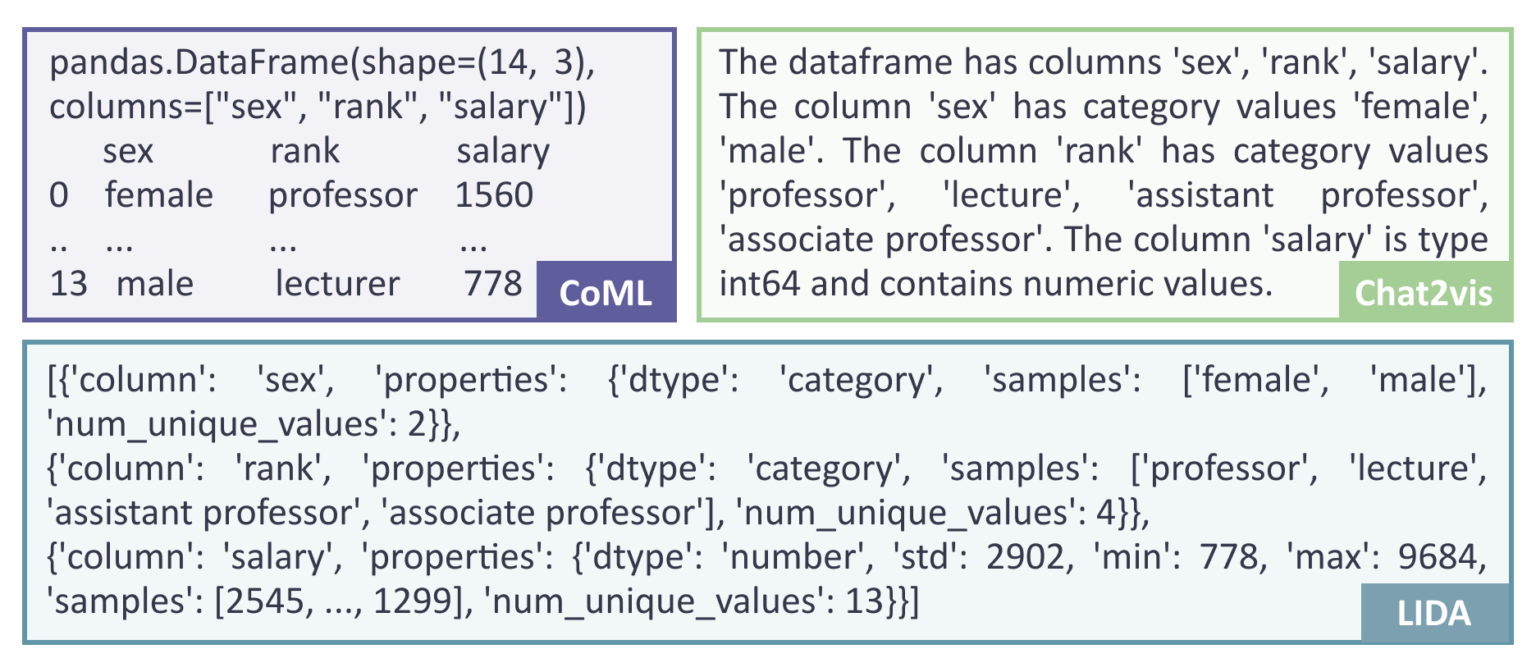 pandas.DataFrame(shape=(14, 3),
columns=["sex", "rank", "salary"])
sex rank salary
0 female professor 1560
.. ... ... ...
13 male lecturer 778
CoML
The dataframe has columns 'sex', 'rank', 'salary'.
The column 'sex' has category values 'female',
'male'. The column 'rank' has category values
'professor', 'lecture', 'assistant professor',
'associate professor'. The column 'salary' is type
int64 and contains numeric values.
Chat2vis
[{'column': 'sex', 'properties': {'dtype': 'category', 'samples': ['female', 'male'],
'num_unique_values': 2}},
{'column': 'rank', 'properties': {'dtype': 'category', 'samples': ['professor', 'lecture',
'assistant professor', 'associate professor'], 'num_unique_values': 4}},
{'column': 'salary', 'properties': {'dtype': 'number', 'std': 2902, 'min': 778, 'max': 9684,
'samples': [2545, ..., 1299], 'num_unique_values': 13}}]
LIDA